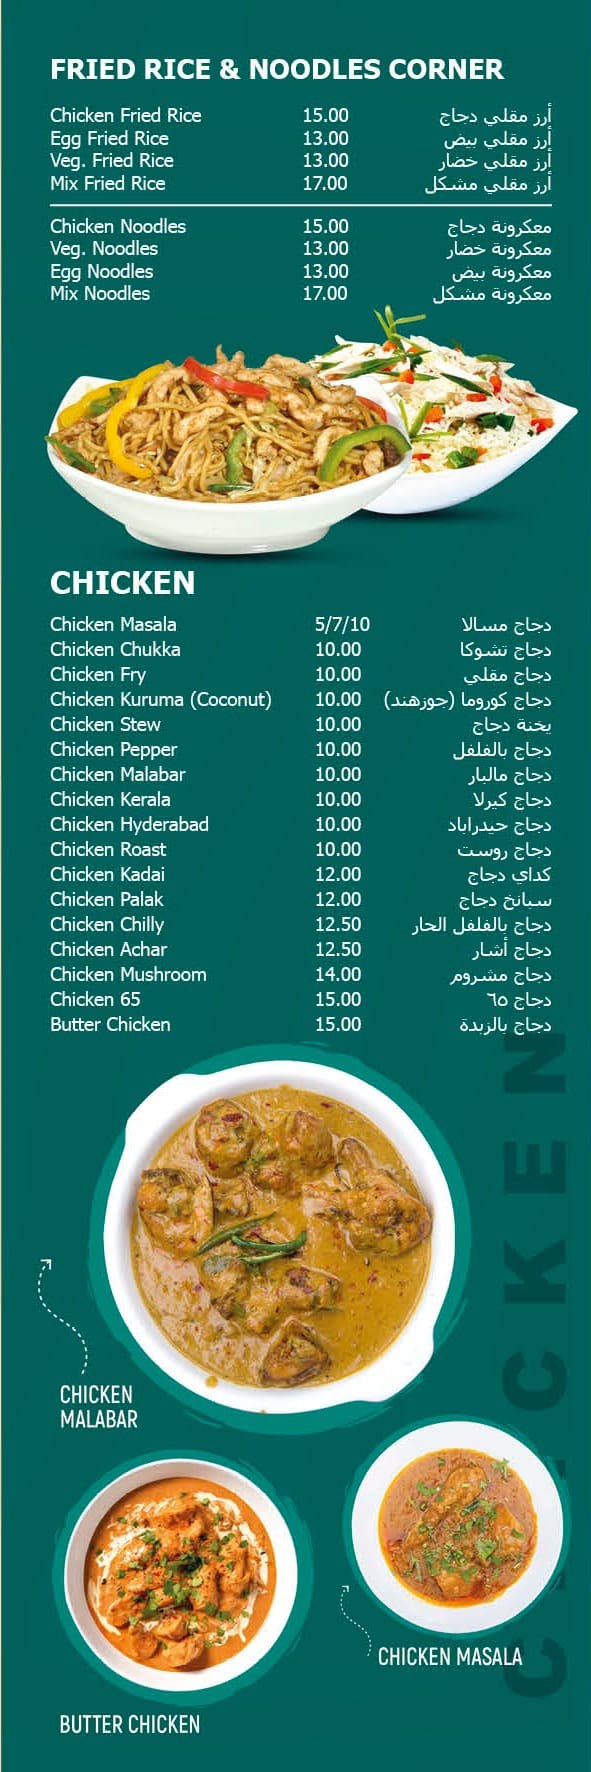 FRIED RICE & NOODLES CORNER
Chicken Fried Rice 15.00 أرز مقلي دجاج
Egg Fried Rice 13.00 أرز مقلي بيض
Veg. Fried Rice 13.00 أرز مقلي خضار
Mix Fried Rice 17.00 أرز مقلي مشكل
Chicken Noodles 15.00 معكرونة دجاج
Veg. Noodles 13.00 معكرونة خضار
Egg Noodles 13.00 معكرونة بيض
Mix Noodles 17.00 معكرونة مشكل
CHICKEN
Chicken Masala 5/7/10 دجاج مسالا
Chicken Chukka 10.00 دجاج تشوكا
Chicken Fry 10.00 دجاج مقلي
Chicken Kuruma (Coconut) 10.00 دجاج كوروما (جوزهند)
Chicken Stew 10.00 يخنة دجاج
Chicken Pepper 10.00 دجاج بالفلفل
Chicken Malabar 10.00 دجاج مالبار
Chicken Kerala 10.00 دجاج كيرلا
Chicken Hyderabad 10.00 دجاج حيدراباد
Chicken Roast 10.00 دجاج روست
Chicken Kadai 12.00 كداي دجاج
Chicken Palak 12.00 سبانخ دجاج
Chicken Chilly 12.50 دجاج بالفلفل الحار
Chicken Achar 12.50 دجاج أشار
Chicken Mushroom 14.00 دجاج مشروم
Chicken 65 15.00 دجاج ٦٥
Butter Chicken 15.00 دجاج بالزبدة
CHICKEN
CHICKEN
MALABAR
CHICKEN MASALA
BUTTER CHICKEN